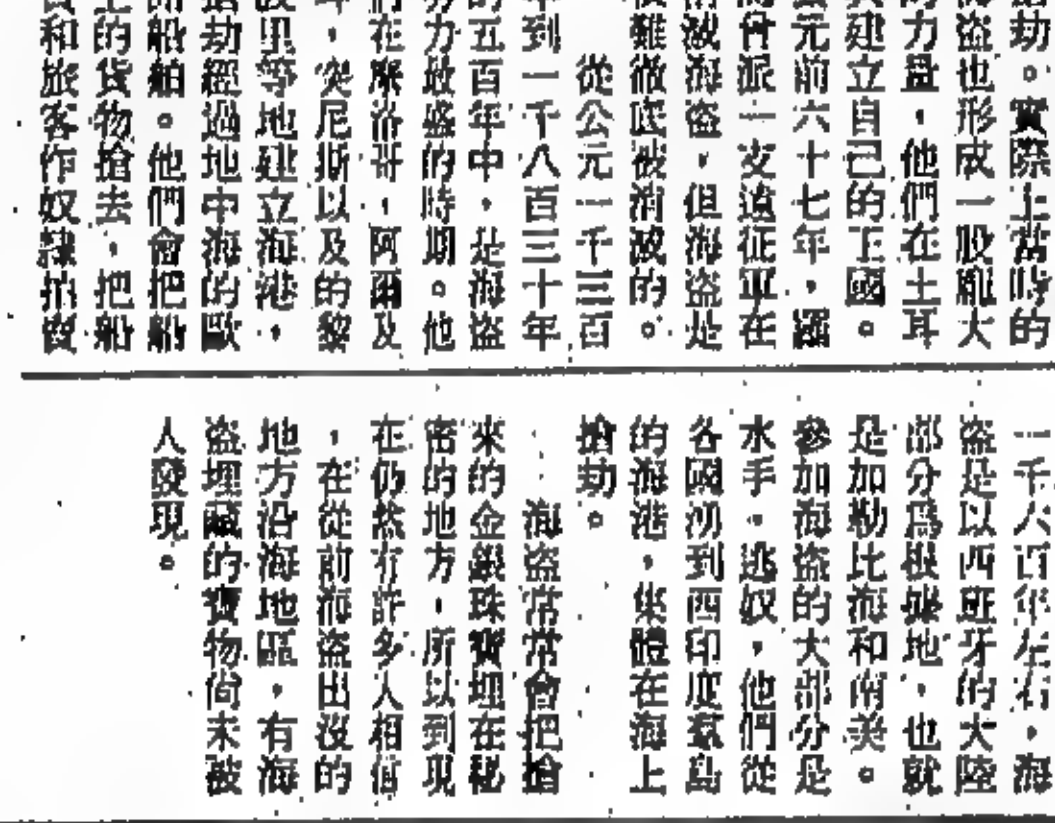 搶劫。實際上當時的
海盜也形成一股龐大
的力量，他們在土耳
其建立自己的王國。
公元前六十七年，羅
馬會派一支遠征軍在
消滅海盜，但海盜是
很難徹底被消滅的。
從公元一千三百
年到一千八百三十年
的五百年中，是海盜
勢力最盛的時期。他
們在摩洛哥，阿爾及
，突尼斯以及的黎
波里等地建立海港，
搶劫經過地中海的歐
船舶。他們會把船
上的貨物搶去，把船
和旅客作奴隸拍賣
一千六百年左右，海
盜是以西班牙的大陸
部分為根據地，也就
是加勒比海和南美。
參加海盜的大部分是
水手，逃奴，他們從
各國湧到西印度羣島
的海港，集體在海上
搶劫。
海盜常常會把搶
來的金銀珠寶埋在秘
密的地方，所以到現
在仍然有許多人相信
，在從前海盜出沒的
地方沿海地區，有海
盜埋藏的寶物尚未被
人發現。